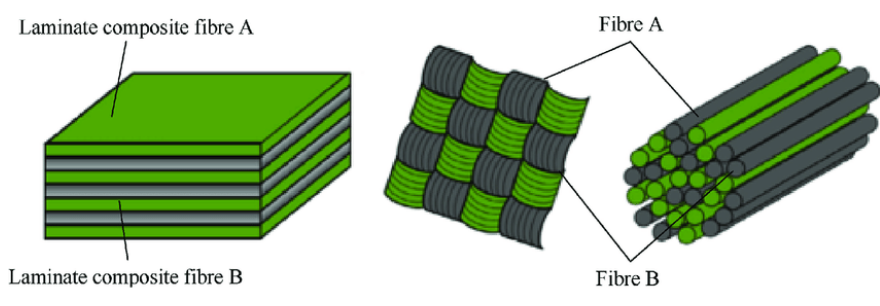 Laminate composite fibre A
Fibre A
Laminate composite fibre B
Fibre B